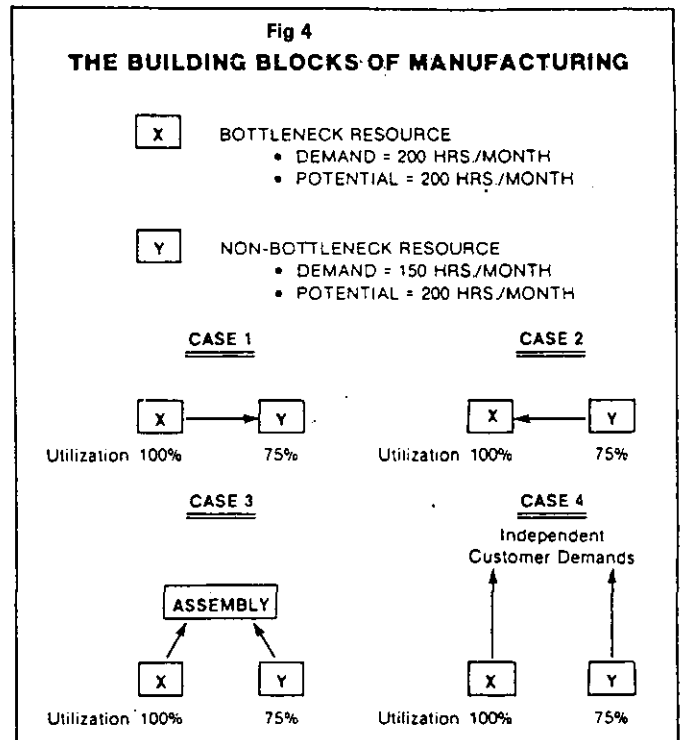 Fig 4
THE BUILDING BLOCKS OF MANUFACTURING
X BOTTLENECK RESOURCE
• DEMAND = 200 HRS./MONTH
• POTENTIAL = 200 HRS./MONTH
Y NON-BOTTLENECK RESOURCE
• DEMAND = 150 HRS./MONTH
• POTENTIAL = 200 HRS./MONTH
CASE 1
X Y
Utilization 100% 75%
CASE 2
X Y
Utilization 100% 75%
CASE 3
ASSEMBLY
X Y
Utilization 100% 75%
CASE 4
Independent
Customer Demands
X Y
Utilization 100% 75%